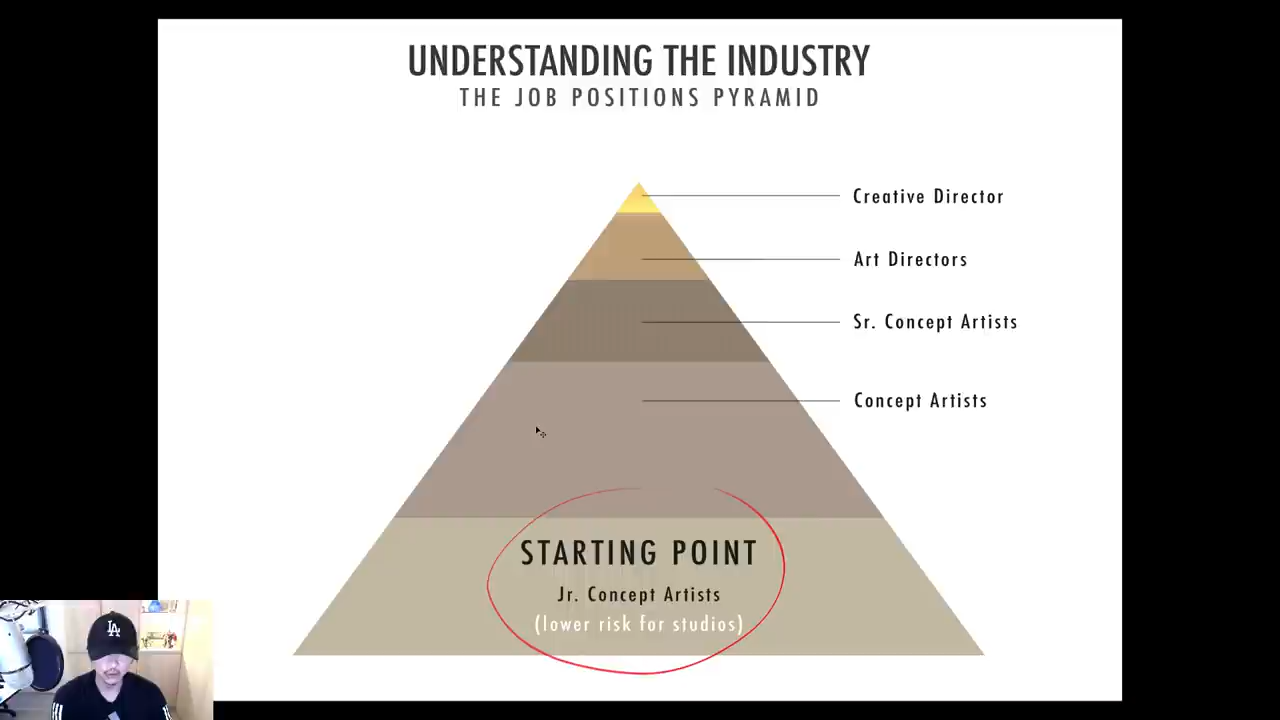 UNDERSTANDING THE INDUSTRY
THE JOB POSITIONS PYRAMID
Creative Director
Art Directors
Sr. Concept Artists
Concept Artists
STARTING POINT
Jr. Concept Artists
(lower risk for studios)
LA